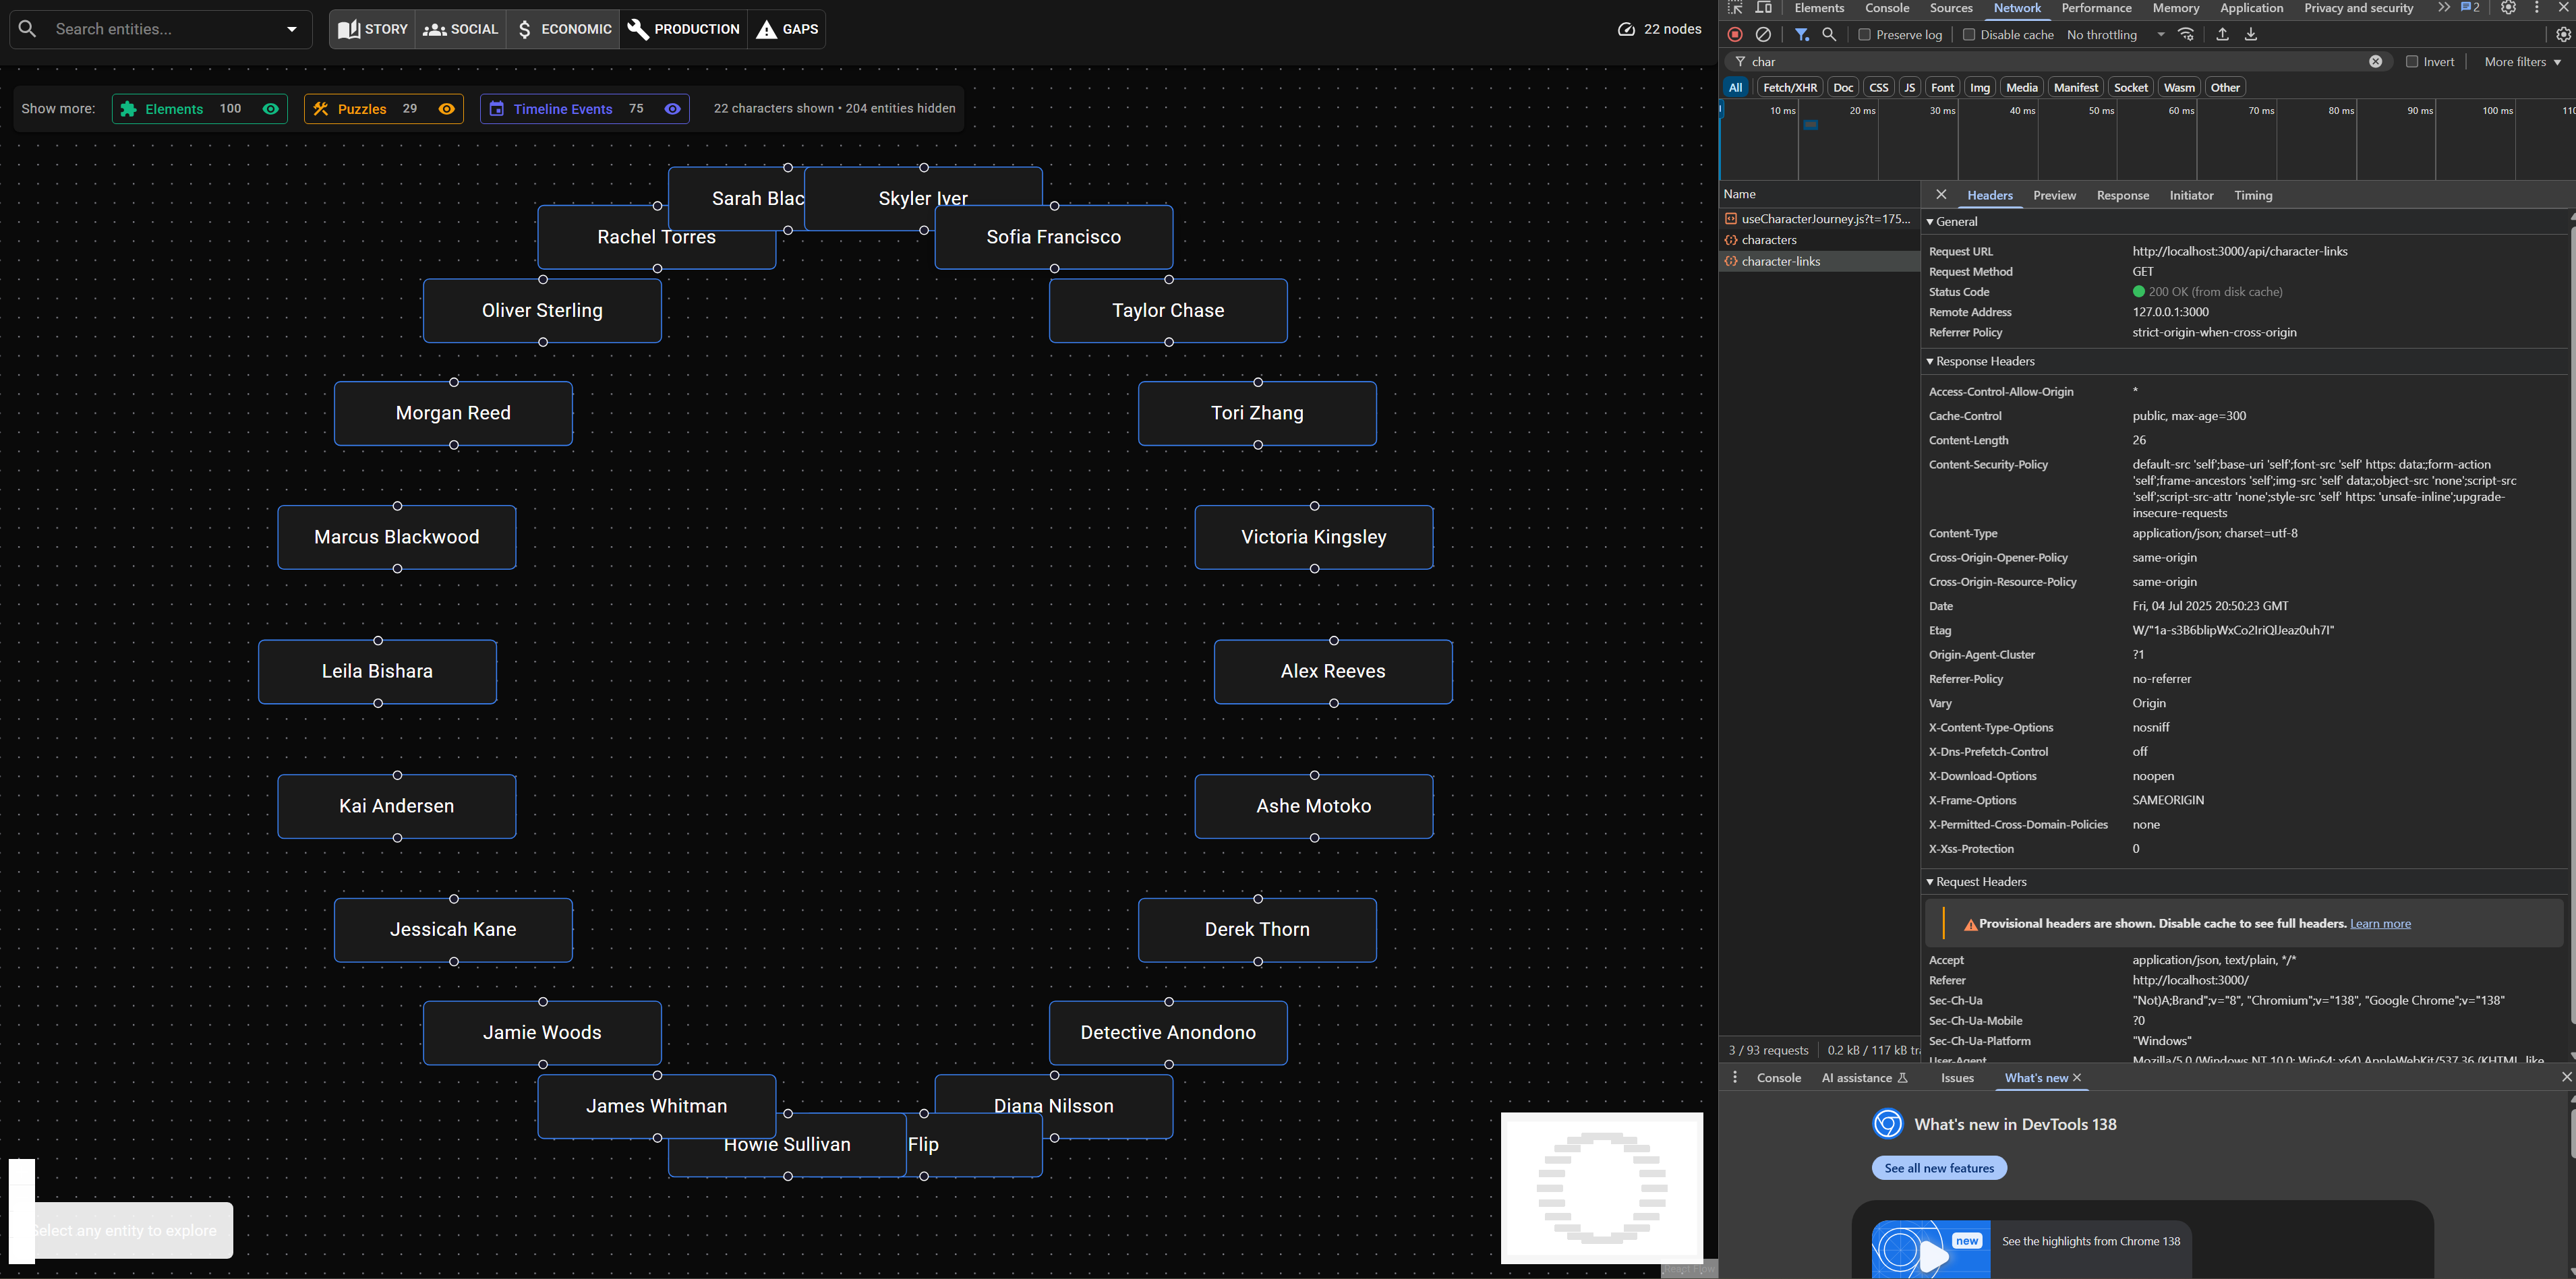 Search entities...
STORY
SOCIAL
ECONOMIC
PRODUCTION
GAPS
22 nodes
Show more:
Elements 100
Puzzles 29
Timeline Events 75
22 characters shown • 204 entities hidden
Sarah Blac
Skyler Iver
Rachel Torres
Sofia Francisco
Oliver Sterling
Taylor Chase
Morgan Reed
Tori Zhang
Marcus Blackwood
Victoria Kingsley
Leila Bishara
Alex Reeves
Kai Andersen
Ashe Motoko
Jessicah Kane
Derek Thorn
Jamie Woods
Detective Anondono
James Whitman
Diana Nilsson
Howie Sullivan
Flip
Select any entity to explore
React Flow
Elements
Console
Sources
Network
Performance
Memory
Application
Privacy and security
2
Preserve log
Disable cache
No throttling
char
Invert
More filters
All
Fetch/XHR
Doc
CSS
JS
Font
Img
Media
Manifest
Socket
Wasm
Other
10 ms
20 ms
30 ms
40 ms
50 ms
60 ms
70 ms
80 ms
90 ms
100 ms
110
Name
useCharacterJourney.js?t=175...
characters
character-links
3 / 93 requests
0.2 kB / 117 kB tr
Headers
Preview
Response
Initiator
Timing
General
Request URL http://localhost:3000/api/character-links
Request Method GET
Status Code 200 OK (from disk cache)
Remote Address 127.0.0.1:3000
Referrer Policy strict-origin-when-cross-origin
Response Headers
Access-Control-Allow-Origin *
Cache-Control public, max-age=300
Content-Length 26
Content-Security-Policy default-src 'self';base-uri 'self';font-src 'self' https: data:;form-action
'self';frame-ancestors 'self';img-src 'self' data:;object-src 'none';script-src
'self';script-src-attr 'none';style-src 'self' https: 'unsafe-inline';upgrade-
insecure-requests
Content-Type application/json; charset=utf-8
Cross-Origin-Opener-Policy same-origin
Cross-Origin-Resource-Policy same-origin
Date Fri, 04 Jul 2025 20:50:23 GMT
Origin-Agent-Cluster ?1
Etag
Referrer-Policy no-referrer
Vary Origin
X-Content-Type-Options nosniff
X-Dns-Prefetch-Control off
X-Download-Options noopen
X-Frame-Options SAMEORIGIN
X-Permitted-Cross-Domain-Policies none
X-Xss-Protection 0
Request Headers
Provisional headers are shown. Disable cache to see full headers. Learn more
Accept application/json, text/plain, */*
Referer http://localhost:3000/
Sec-Ch-Ua "Not)A;Brand";v="8", "Chromium";v="138", "Google Chrome";v="138"
Sec-Ch-Ua-Mobile ?0
Sec-Ch-Ua-Platform "Windows"
User-Agent Mozilla/5.0 (Windows NT 10.0; Win64; x64) AppleWebKit/537.36 (KHTML, like
Console
AI assistance
Issues
What's new
What's new in DevTools 138
See all new features
new
See the highlights from Chrome 138